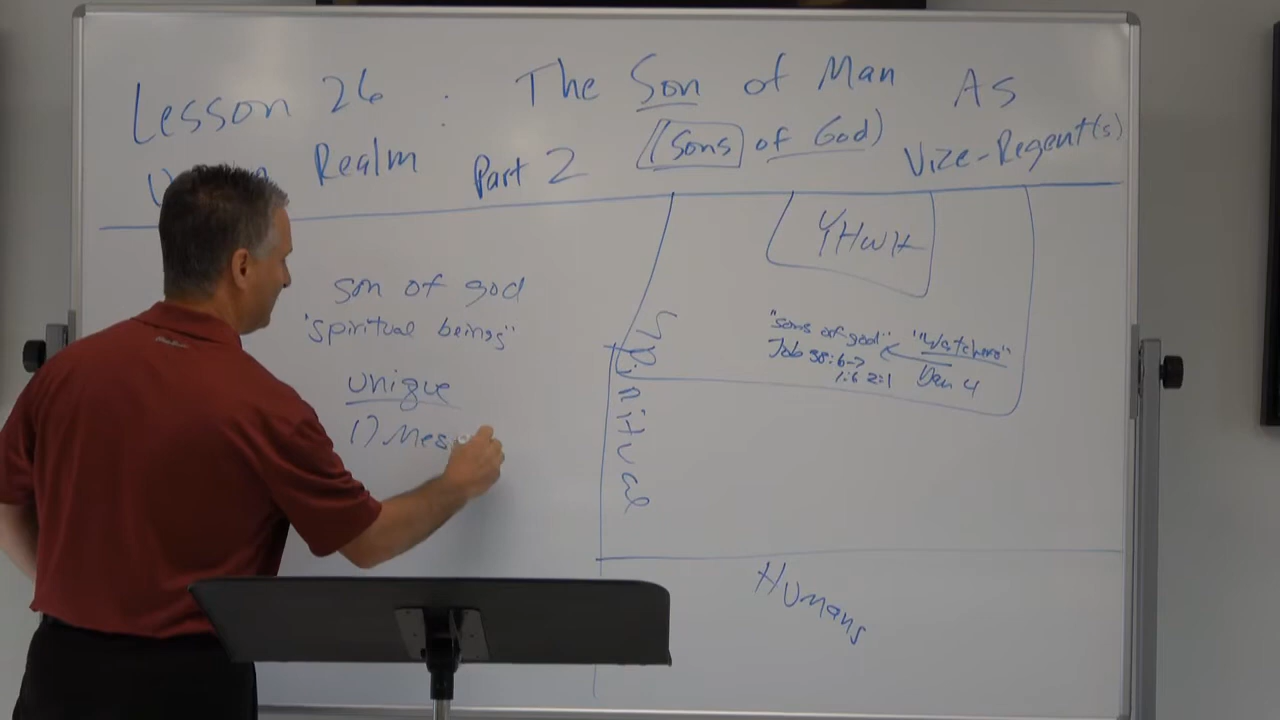 Lesson 26 : The Son of Man As
Realm Part 2 (Sons of God) Vize-Regent(s)
YHWH
son of god
"spiritual beings"
unique
1) Mes
Spiritual
"sons of god" "Watchers"
Job 38:6-7 Dan 4
1:6 2:1
Humans